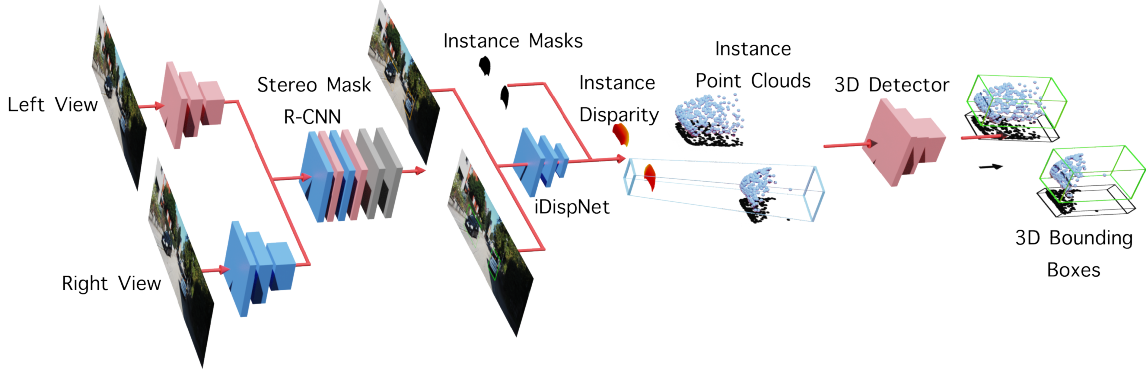 Left View
Right View
Stereo Mask
R-CNN
Instance Masks
iDispNet
Instance
Disparity
Instance
Point Clouds
3D Detector
3D Bounding
Boxes